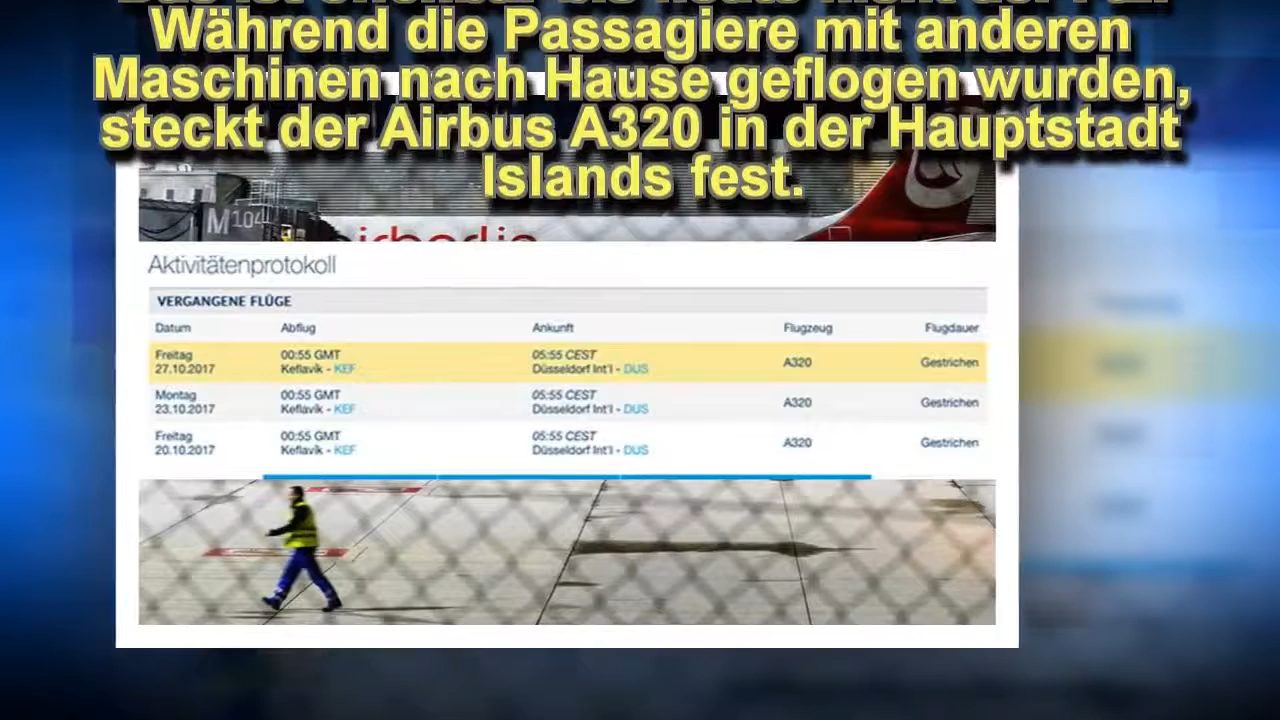 Während die Passagiere mit anderen
Maschinen nach Hause geflogen wurden,
steckt der Airbus A320 in der Hauptstadt
Islands fest.
M104
airberlin
Aktivitätenprotokoll
VERGANGENE FLÜGE
Datum Abflug Ankunft Flugzeug Flugdauer
Freitag 00:55 GMT 05:55 CEST
27.10.2017 Keflavik - KEF Düsseldorf Int'l - DUS A320 Gestrichen
Montag 00:55 GMT 05:55 CEST
23.10.2017 Keflavik - KEF Düsseldorf Int'l - DUS A320 Gestrichen
Freitag 00:55 GMT 05:55 CEST
20.10.2017 Keflavik - KEF Düsseldorf Int'l - DUS A320 Gestrichen